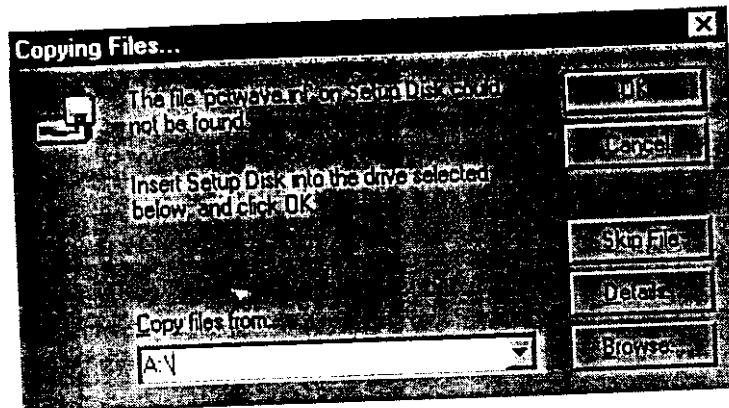 Copying Files...
The file 'pctwave.inf' on Setup Disk could
not be found.
Insert Setup Disk into the drive selected
below, and click OK.
Copy files from:
A:\
OK
Cancel
Skip File
Details
Browse...